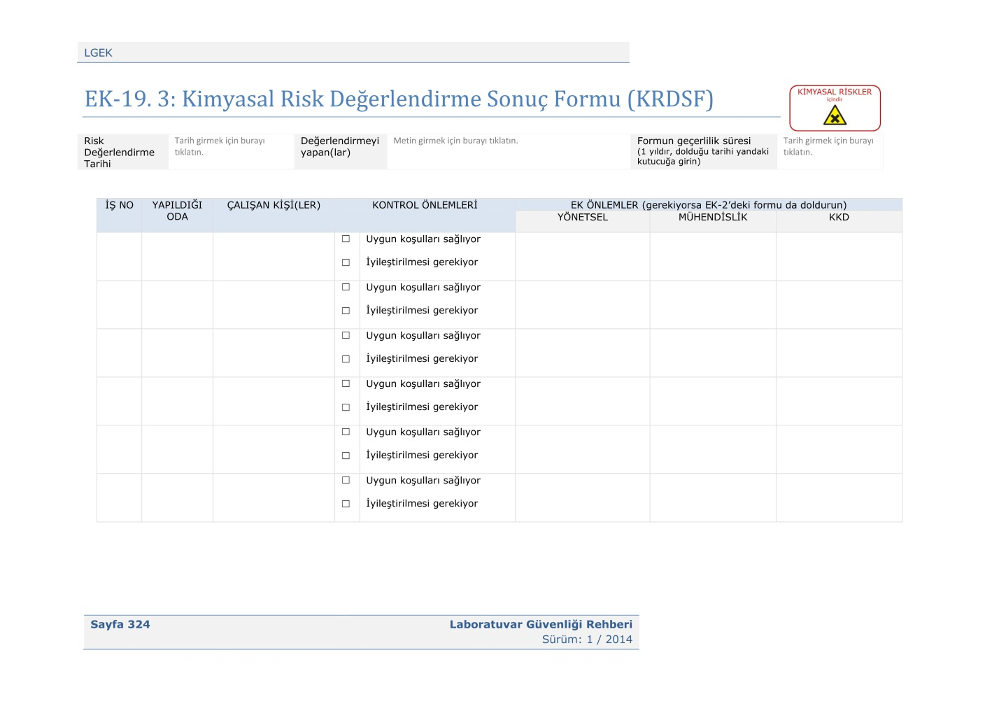 LGEK
EK-19. 3: Kimyasal Risk Değerlendirme Sonuç Formu (KRDSF)
KİMYASAL RİSKLER
içindir
Risk
Değerlendirme
Tarihi
Tarih girmek için burayı
tıklatın.
Değerlendirmeyi
yapan(lar)
Metin girmek için burayı tıklatın.
Formun geçerlilik süresi
(1 yıldır, dolduğu tarihi yandaki
kutucuğa girin)
Tarih girmek için burayı
tıklatın.
İŞ NO
YAPILDIĞI
ODA
ÇALIŞAN KİŞİ(LER)
KONTROL ÖNLEMLERİ
EK ÖNLEMLER (gerekiyorsa EK-2’deki formu da doldurun)
YÖNETSEL
MÜHENDİSLİK
KKD
☐ Uygun koşulları sağlıyor
☐ İyileştirilmesi gerekiyor
☐ Uygun koşulları sağlıyor
☐ İyileştirilmesi gerekiyor
☐ Uygun koşulları sağlıyor
☐ İyileştirilmesi gerekiyor
☐ Uygun koşulları sağlıyor
☐ İyileştirilmesi gerekiyor
☐ Uygun koşulları sağlıyor
☐ İyileştirilmesi gerekiyor
☐ Uygun koşulları sağlıyor
☐ İyileştirilmesi gerekiyor
Sayfa 324
Laboratuvar Güvenliği Rehberi
Sürüm: 1 / 2014